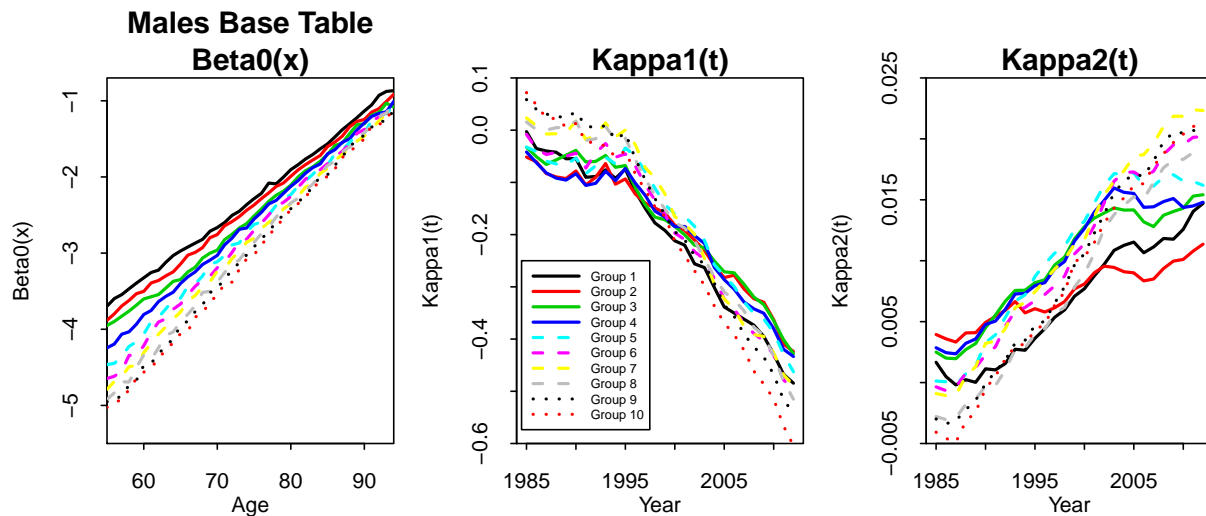 Males Base Table
Beta0(x)
Beta0(x)
−1
−2
−3
−4
−5
60 70 80 90
Age
Kappa1(t)
Kappa1(t)
0.1
0.0
−0.2
−0.4
−0.6
Group 1
Group 2
Group 3
Group 4
Group 5
Group 6
Group 7
Group 8
Group 9
Group 10
1985 1995 2005
Year
Kappa2(t)
Kappa2(t)
0.025
0.015
0.005
−0.005
1985 1995 2005
Year